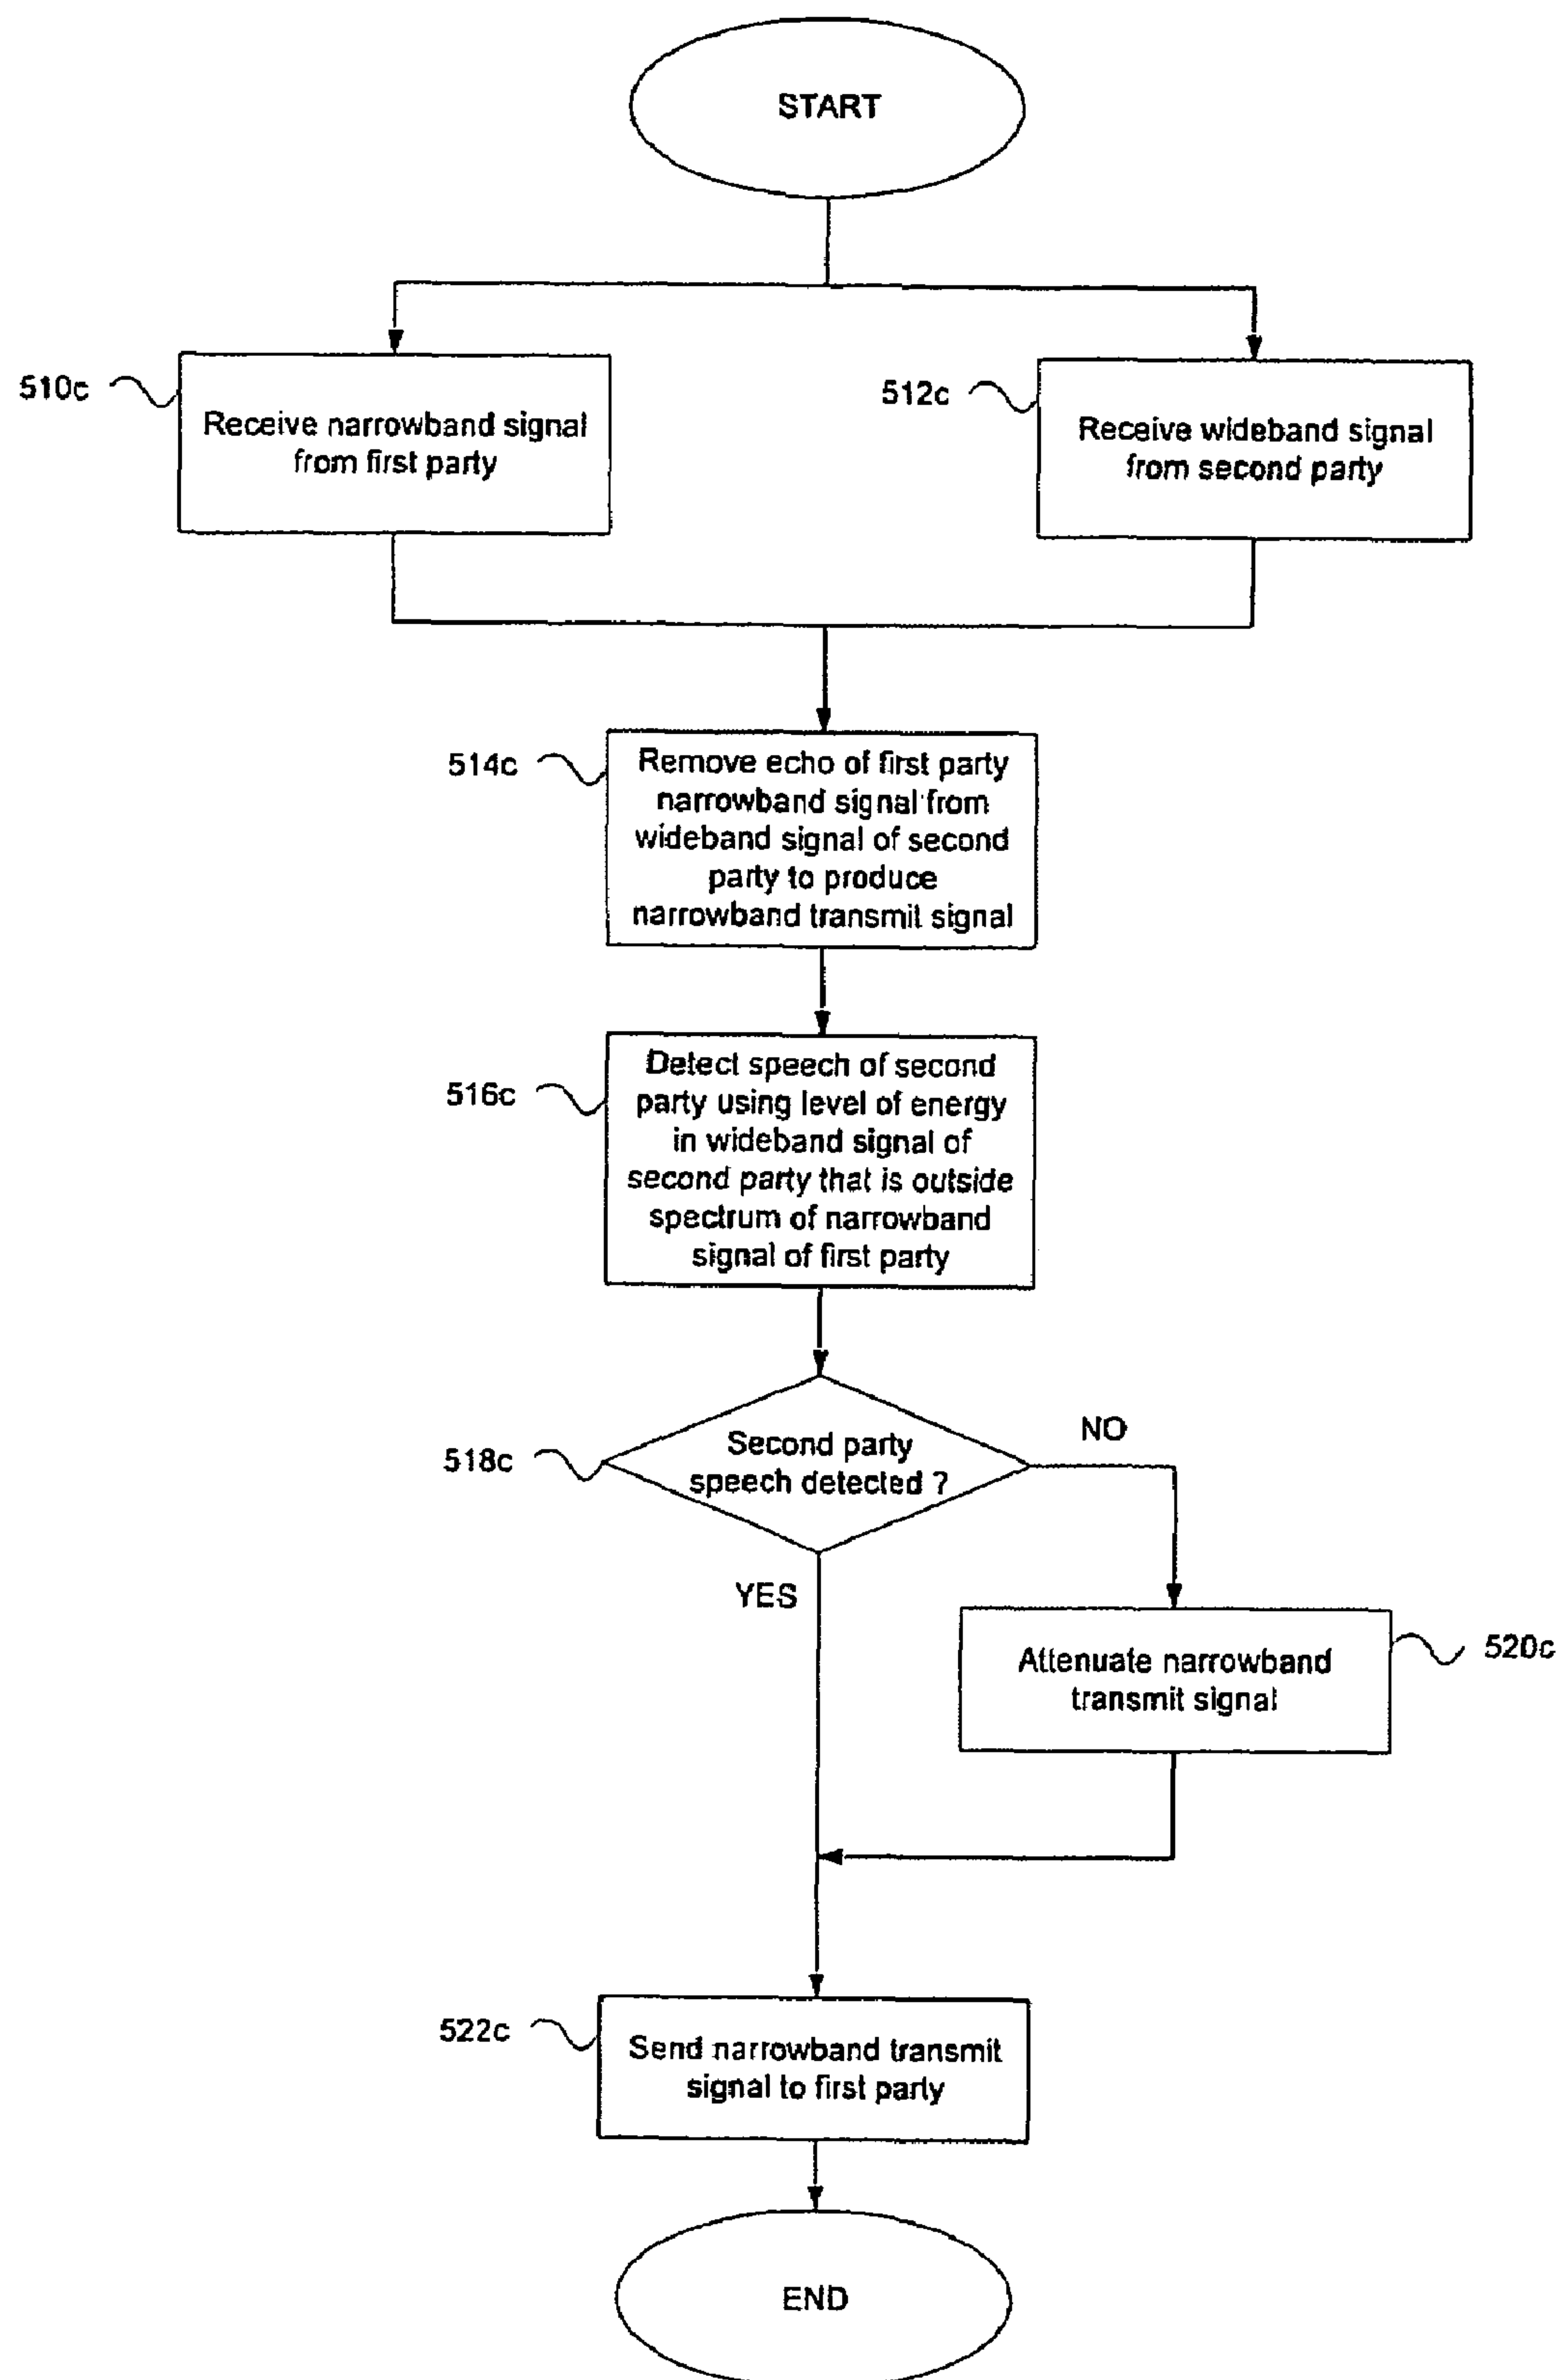 START
510c
Receive narrowband signal
from first party
512c
Receive wideband signal
from second party
514c
Remove echo of first party
narrowband signal from
wideband signal of second
party to produce
narrowband transmit signal
516c
Detect speech of second
party using level of energy
in wideband signal of
second party that is outside
spectrum of narrowband
signal of first party
518c
Second party
speech detected ?
NO
YES
Attenuate narrowband
transmit signal
520c
522c
Send narrowband transmit
signal to first party
END